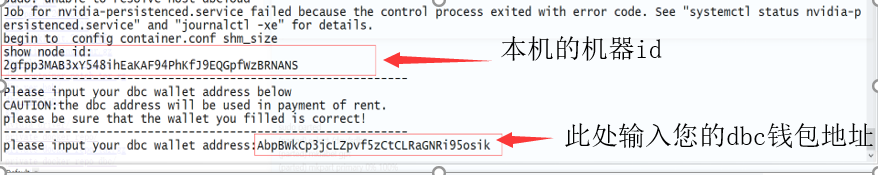 Job for nvidia-persistenced.service failed because the control process exited with error code. See "systemctl status nvidia-p
ersistenced.service" and "journalctl -xe" for details.
begin to  config container.conf shm_size
show node id:
2gfpp3MAB3xY548ihEaKAF94PhKfJ9EQGpfWzBRNANS
本机的机器id
Please input your dbc wallet address below
CAUTION:the dbc address will be used in payment of rent.
please be sure that the wallet you filled is correct!
please input your dbc wallet address:AbpBWkCp3jcLZpvf5zCtCLRaGNRi95osik
此处输入您的dbc钱包地址